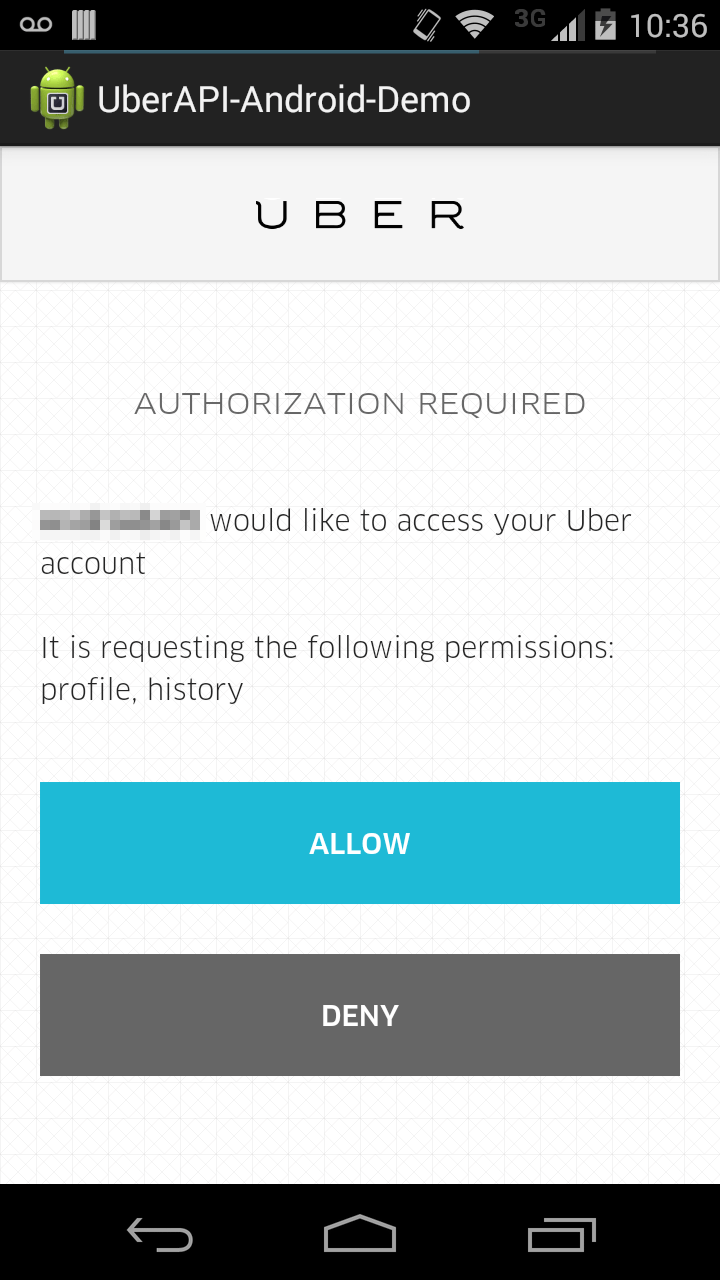 3G 10:36
UberAPI-Android-Demo
UBER
AUTHORIZATION REQUIRED
would like to access your Uber
account
It is requesting the following permissions:
profile, history
ALLOW
DENY